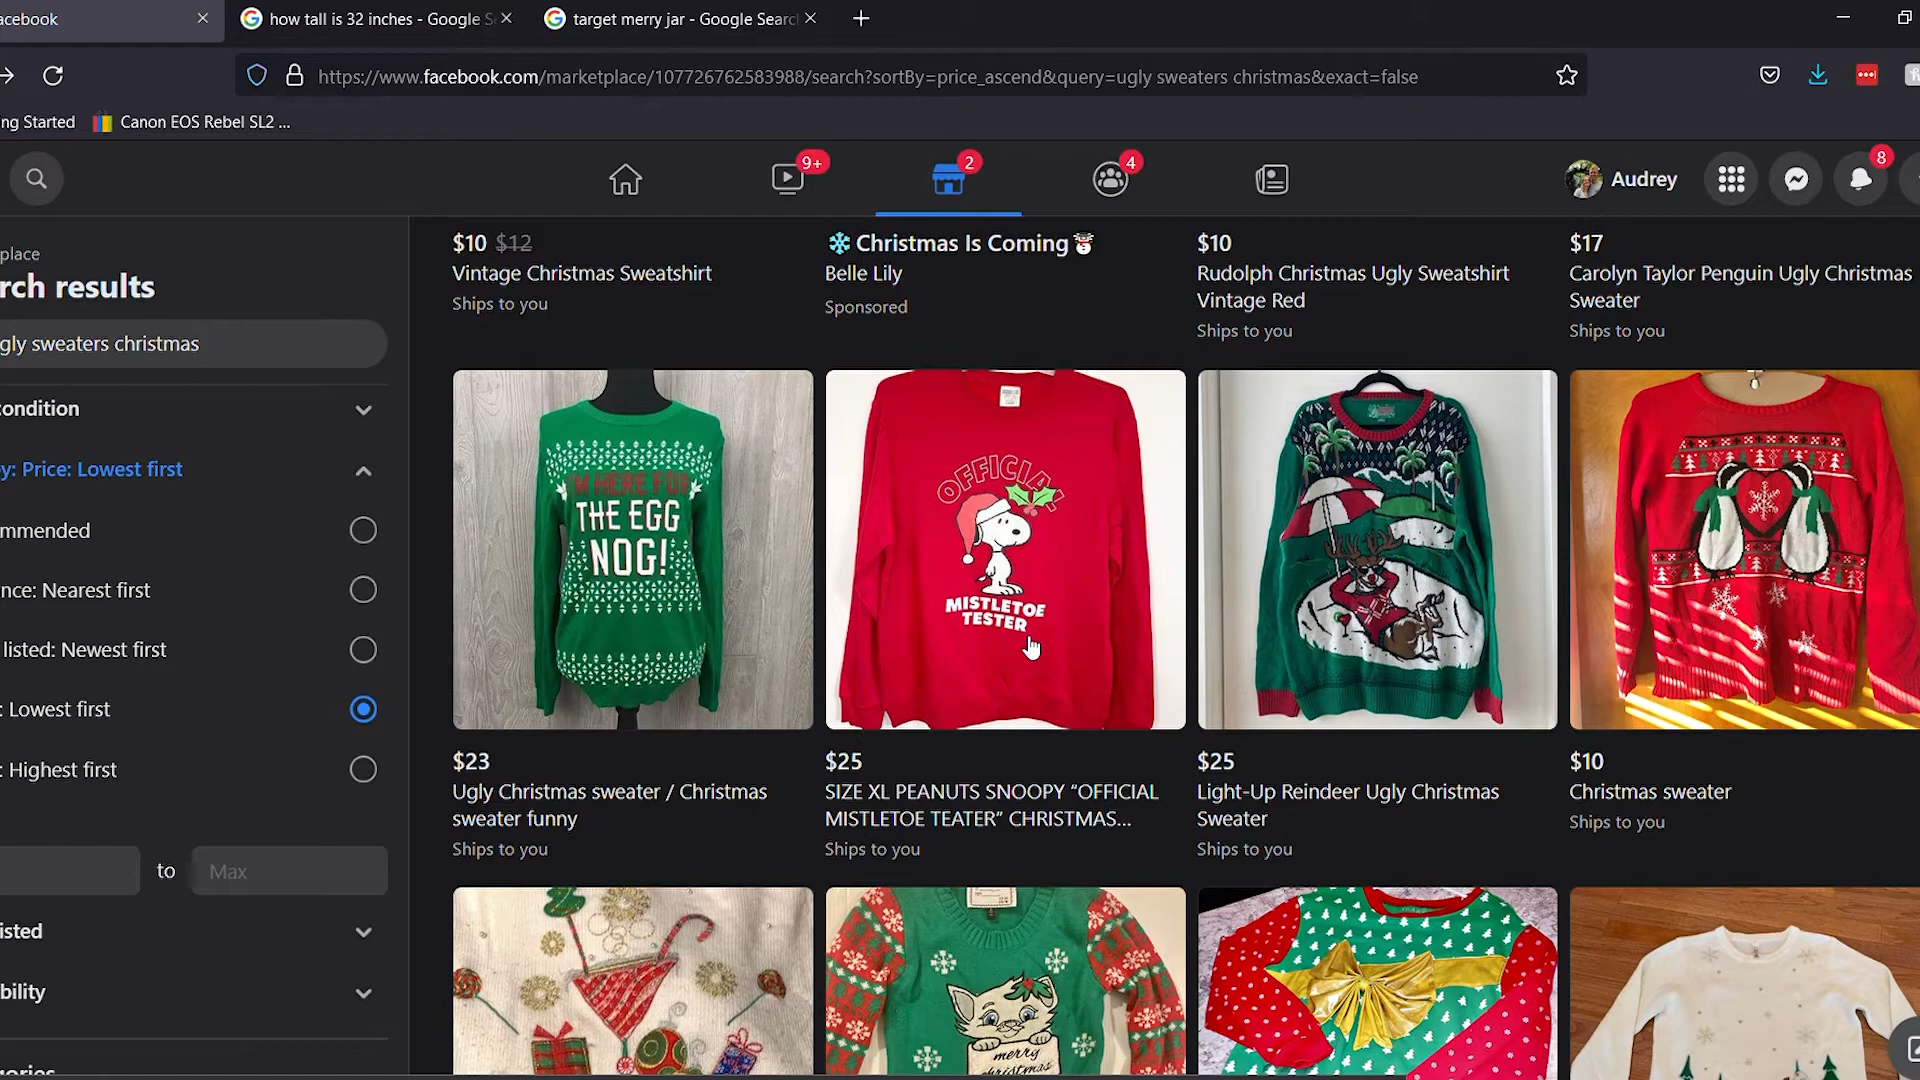 acebook
how tall is 32 inches - Google S
target merry jar - Google Search
https://www.facebook.com/marketplace/107726762583988/search?sortBy=price_ascend&query=ugly sweaters christmas&exact=false
ng Started
Canon EOS Rebel SL2 ...
9+
2
4
Audrey
8
place
rch results
gly sweaters christmas
condition
y: Price: Lowest first
mmended
nce: Nearest first
listed: Newest first
: Lowest first
: Highest first
to
Max
isted
bility
gories
$10 $12
Vintage Christmas Sweatshirt
Ships to you
Christmas Is Coming
Belle Lily
Sponsored
$10
Rudolph Christmas Ugly Sweatshirt
Vintage Red
Ships to you
$17
Carolyn Taylor Penguin Ugly Christmas
Sweater
Ships to you
I'M HERE FOR
THE EGG
NOG!
OFFICIAL
MISTLETOE
TESTER
$23
Ugly Christmas sweater / Christmas
sweater funny
Ships to you
$25
SIZE XL PEANUTS SNOOPY “OFFICIAL
MISTLETOE TEATER” CHRISTMAS...
Ships to you
$25
Light-Up Reindeer Ugly Christmas
Sweater
Ships to you
$10
Christmas sweater
Ships to you
merry
christmas